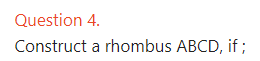 Question 4.
Construct a rhombus ABCD, if ;